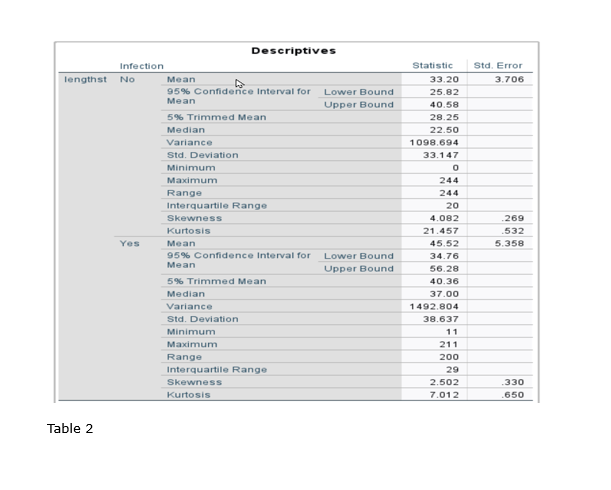 Descriptives
Infection Statistic Std. Error
lengthst No Mean 33.20 3.706
95% Confidence Interval for Mean Lower Bound 25.82
Upper Bound 40.58
5% Trimmed Mean 28.25
Median 22.50
Variance 1098.694
Std. Deviation 33.147
Minimum 0
Maximum 244
Range 244
Interquartile Range 20
Skewness 4.082 .269
Kurtosis 21.457 .532
Yes Mean 45.52 5.358
95% Confidence Interval for Mean Lower Bound 34.76
Upper Bound 56.28
5% Trimmed Mean 40.36
Median 37.00
Variance 1492.804
Std. Deviation 38.637
Minimum 11
Maximum 211
Range 200
Interquartile Range 29
Skewness 2.502 .330
Kurtosis 7.012 .650
Table 2